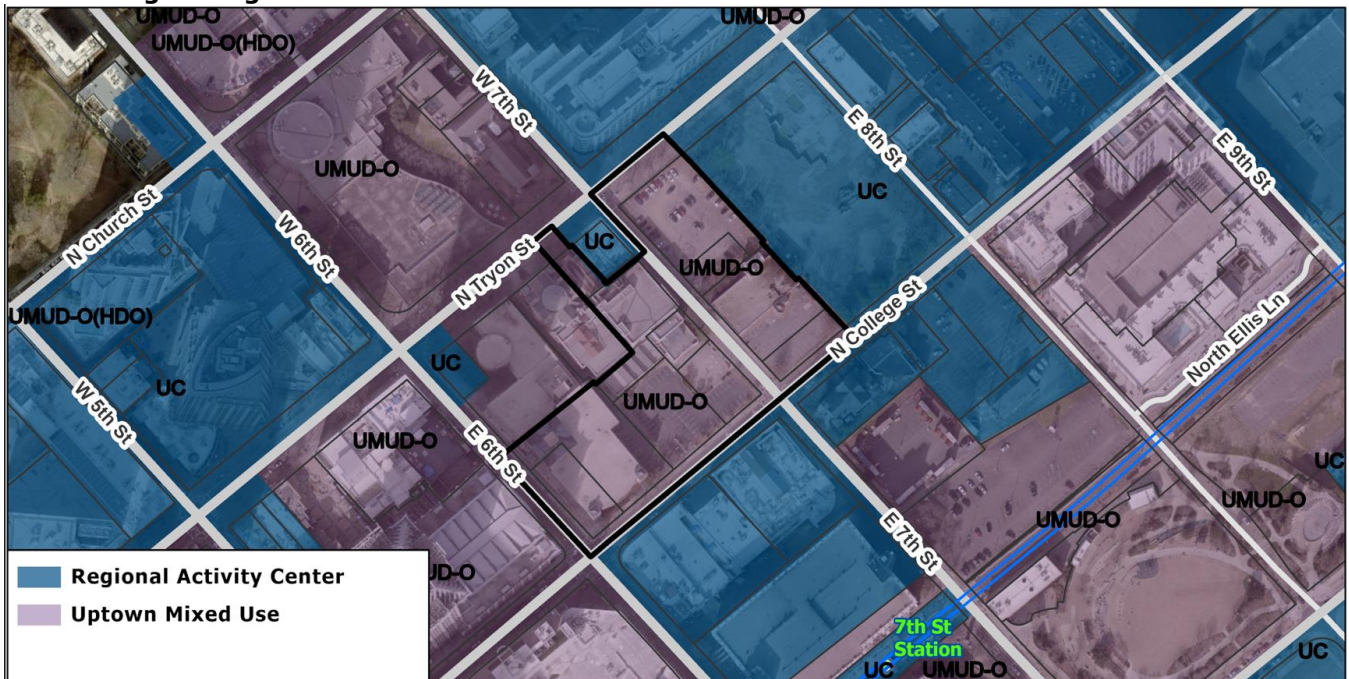 UMUD-O
UMUD-O
UMUD-O(HDO)
W 7th St
E 8th St
E 9th St
UMUD-O
UC
N Church St
W 6th St
UC
N Tryon St
UMUD-O
UMUD-O(HDO)
N College St
North Ellis Ln
UC
UC
W 5th St
UMUD-O
UMUD-O
E 6th St
UC
UMUD-O
UMUD-O
E 7th St
Regional Activity Center
JD-O
Uptown Mixed Use
7th St
Station
UC
UC
UMUD-O